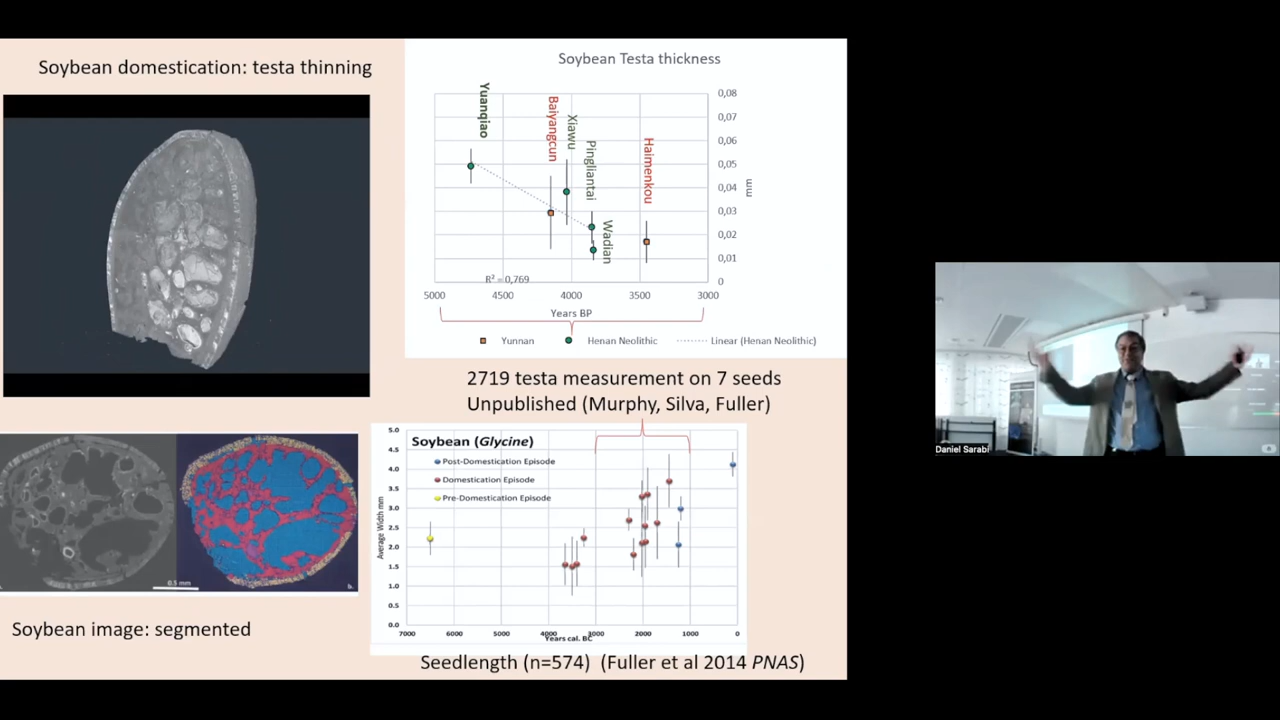 Soybean domestication: testa thinning
Soybean Testa thickness
Yuanqiao
Baiyangcun
Xiawu
Pingliantai
Wadian
Haimenkou
0,08
0,07
0,06
0,05
0,04
0,03
0,02
0,01
0
mm
R² = 0,769
5000 4500 4000 3500 3000
Years BP
Yunnan Henan Neolithic Linear (Henan Neolithic)
2719 testa measurement on 7 seeds
Unpublished (Murphy, Silva, Fuller)
Soybean (Glycine)
Post-Domestication Episode
Domestication Episode
Pre-Domestication Episode
5.0
4.5
4.0
3.5
3.0
2.5
2.0
1.5
1.0
0.5
0.0
Average Width mm
7000 6000 5000 4000 3000 2000 1000 0
Years cal. BC
Seedlength (n=574) (Fuller et al 2014 PNAS)
0.5 mm
b.
Soybean image: segmented
Daniel Sarabi